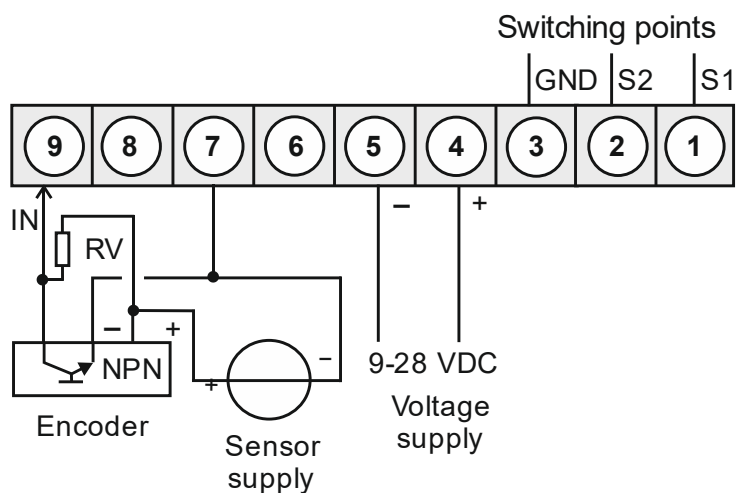 Switching points
GND S2 S1
9 8 7 6 5 4 3 2 1
IN
− +
RV
− +
NPN
−
+
9-28 VDC
Encoder
Voltage
supply
Sensor
supply